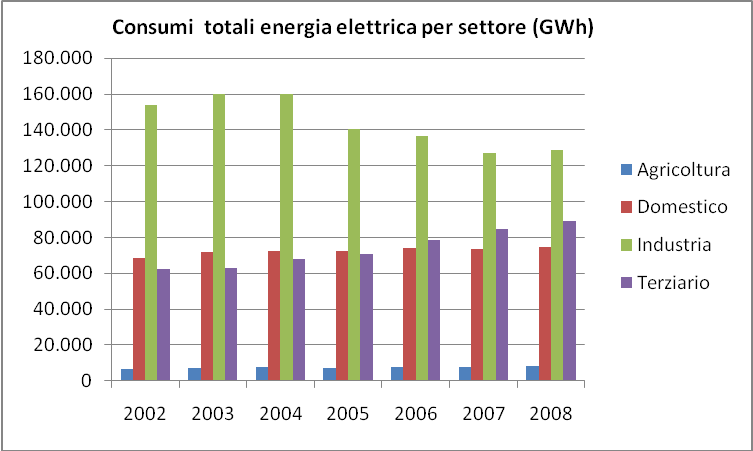 Consumi  totali energia elettrica per settore (GWh)
180.000
160.000
140.000
120.000
100.000
80.000
60.000
40.000
20.000
0
2002 2003 2004 2005 2006 2007 2008
Agricoltura
Domestico
Industria
Terziario